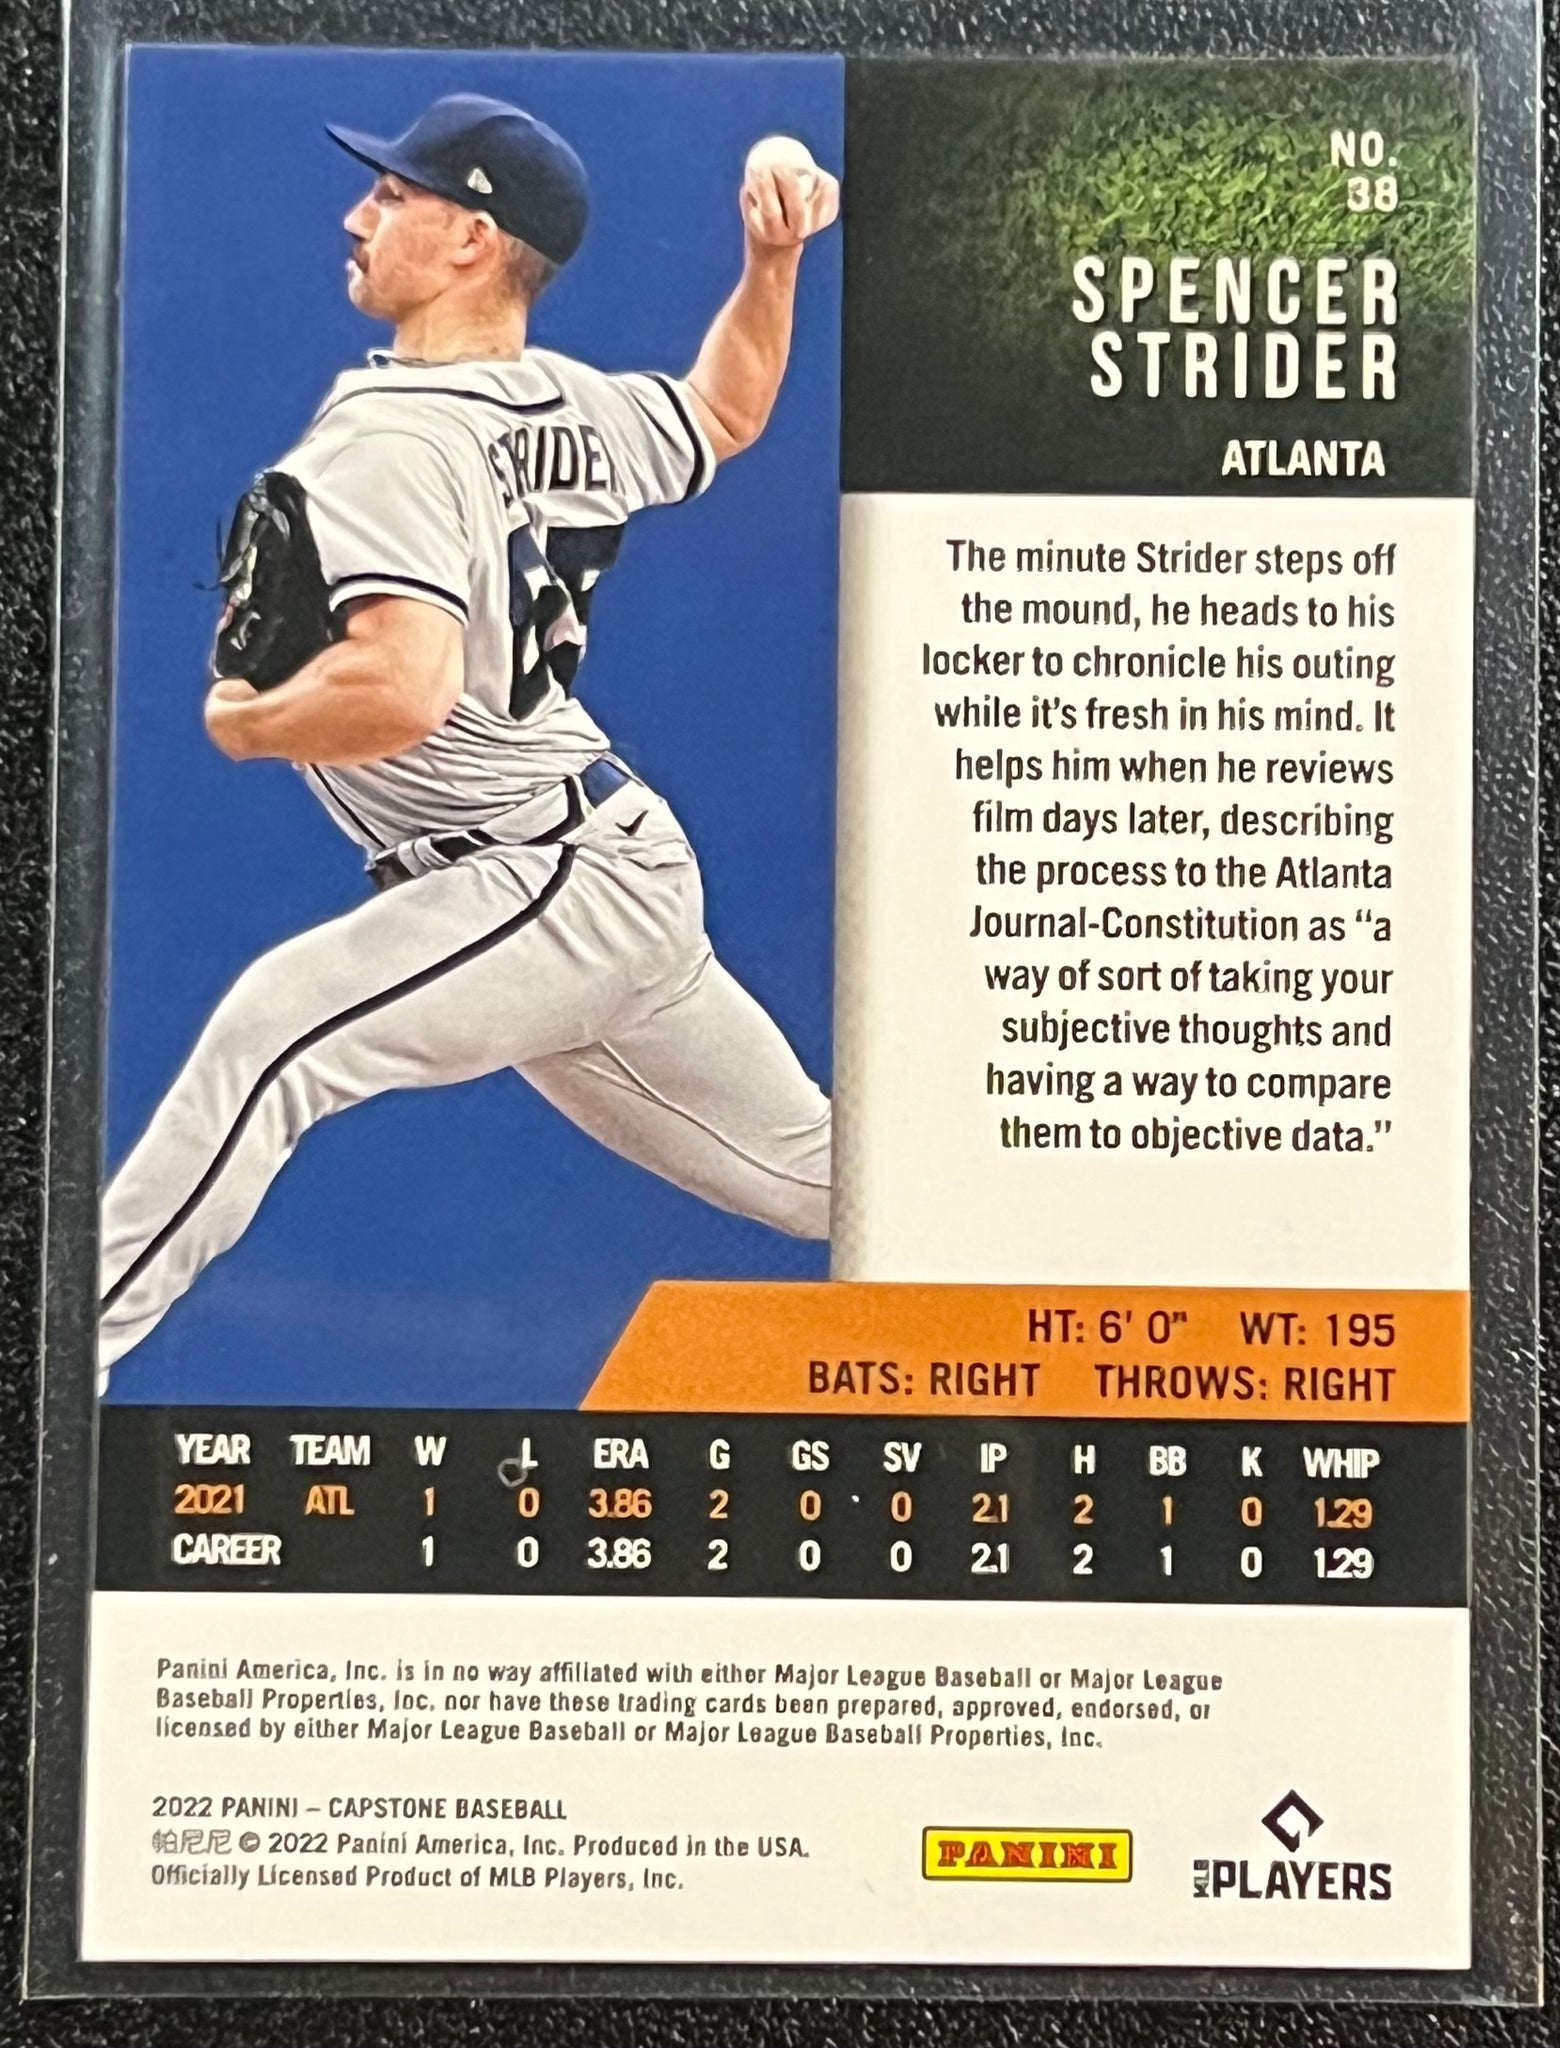 NO.
38
SPENCER
STRIDER
ATLANTA
STRIDER
The minute Strider steps off
the mound, he heads to his
locker to chronicle his outing
while it's fresh in his mind. It
helps him when he reviews
film days later, describing
the process to the Atlanta
Journal-Constitution as “a
way of sort of taking your
subjective thoughts and
having a way to compare
them to objective data.”
HT: 6' 0" WT: 195
BATS: RIGHT THROWS: RIGHT
YEAR TEAM W L ERA G GS SV IP H BB K WHIP
2021 ATL 1 0 3.86 2 0 0 2.1 2 1 0 1.29
CAREER 1 0 3.86 2 0 0 2.1 2 1 0 1.29
Panini America, Inc. is in no way affiliated with either Major League Baseball or Major League
Baseball Properties, Inc. nor have these trading cards been prepared, approved, endorsed, or
licensed by either Major League Baseball or Major League Baseball Properties, Inc.
2022 PANINI – CAPSTONE BASEBALL
帕尼尼 © 2022 Panini America, Inc. Produced in the USA.
Officially Licensed Product of MLB Players, Inc.
PANINI
MLB PLAYERS